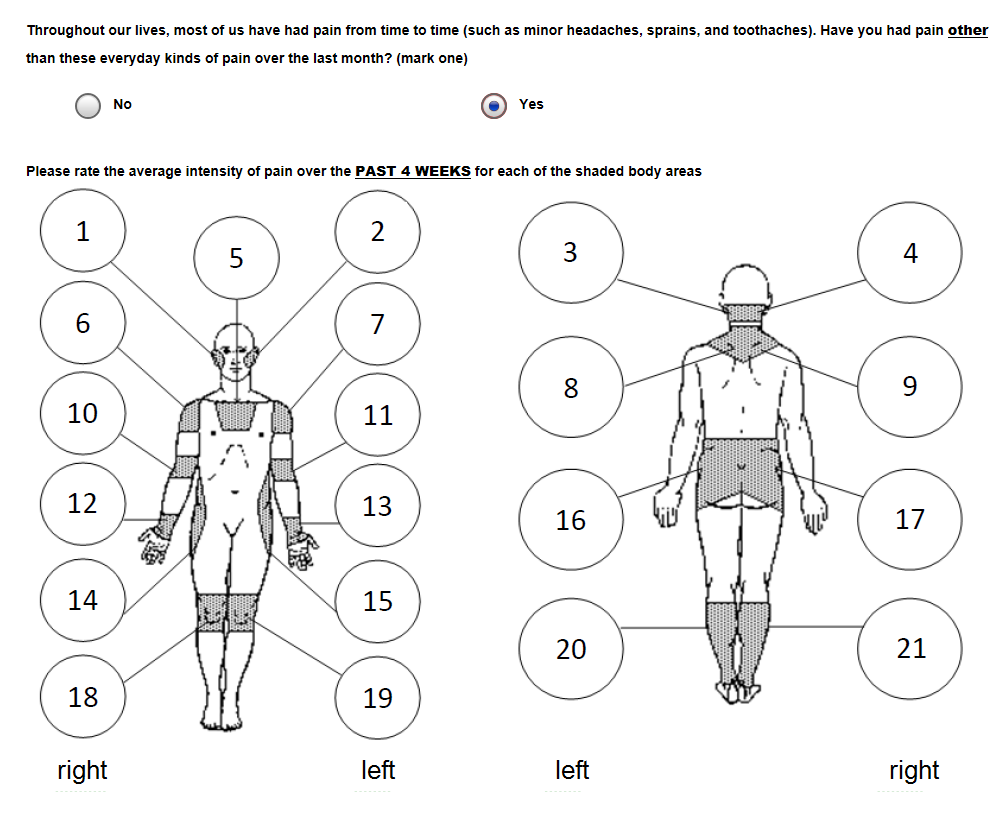 Throughout our lives, most of us have had pain from time to time (such as minor headaches, sprains, and toothaches). Have you had pain other
than these everyday kinds of pain over the last month? (mark one)
No
Yes
Please rate the average intensity of pain over the PAST 4 WEEKS for each of the shaded body areas
1
5
2
3
4
6
7
8
9
10
11
12
13
16
17
14
15
20
21
18
19
right
left
left
right